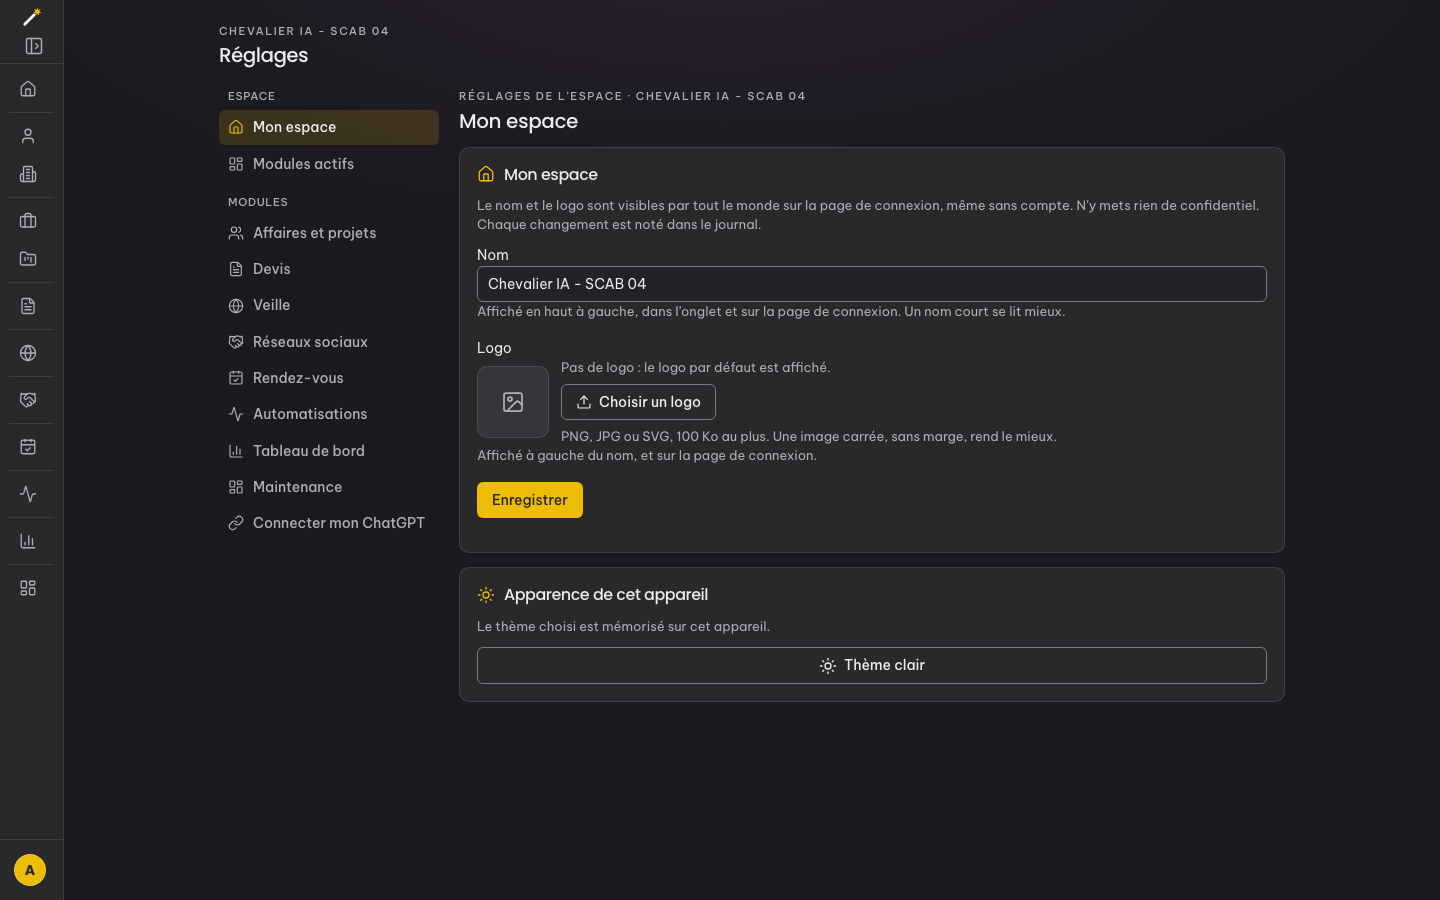 CHEVALIER IA - SCAB 04
Réglages
ESPACE
Mon espace
Modules actifs
MODULES
Affaires et projets
Devis
Veille
Réseaux sociaux
Rendez-vous
Automatisations
Tableau de bord
Maintenance
Connecter mon ChatGPT
A
RÉGLAGES DE L'ESPACE · CHEVALIER IA - SCAB 04
Mon espace
Mon espace
Le nom et le logo sont visibles par tout le monde sur la page de connexion, même sans compte. N'y mets rien de confidentiel.
Chaque changement est noté dans le journal.
Nom
Chevalier IA - SCAB 04
Affiché en haut à gauche, dans l'onglet et sur la page de connexion. Un nom court se lit mieux.
Logo
Pas de logo : le logo par défaut est affiché.
Choisir un logo
PNG, JPG ou SVG, 100 Ko au plus. Une image carrée, sans marge, rend le mieux.
Affiché à gauche du nom, et sur la page de connexion.
Enregistrer
Apparence de cet appareil
Le thème choisi est mémorisé sur cet appareil.
Thème clair